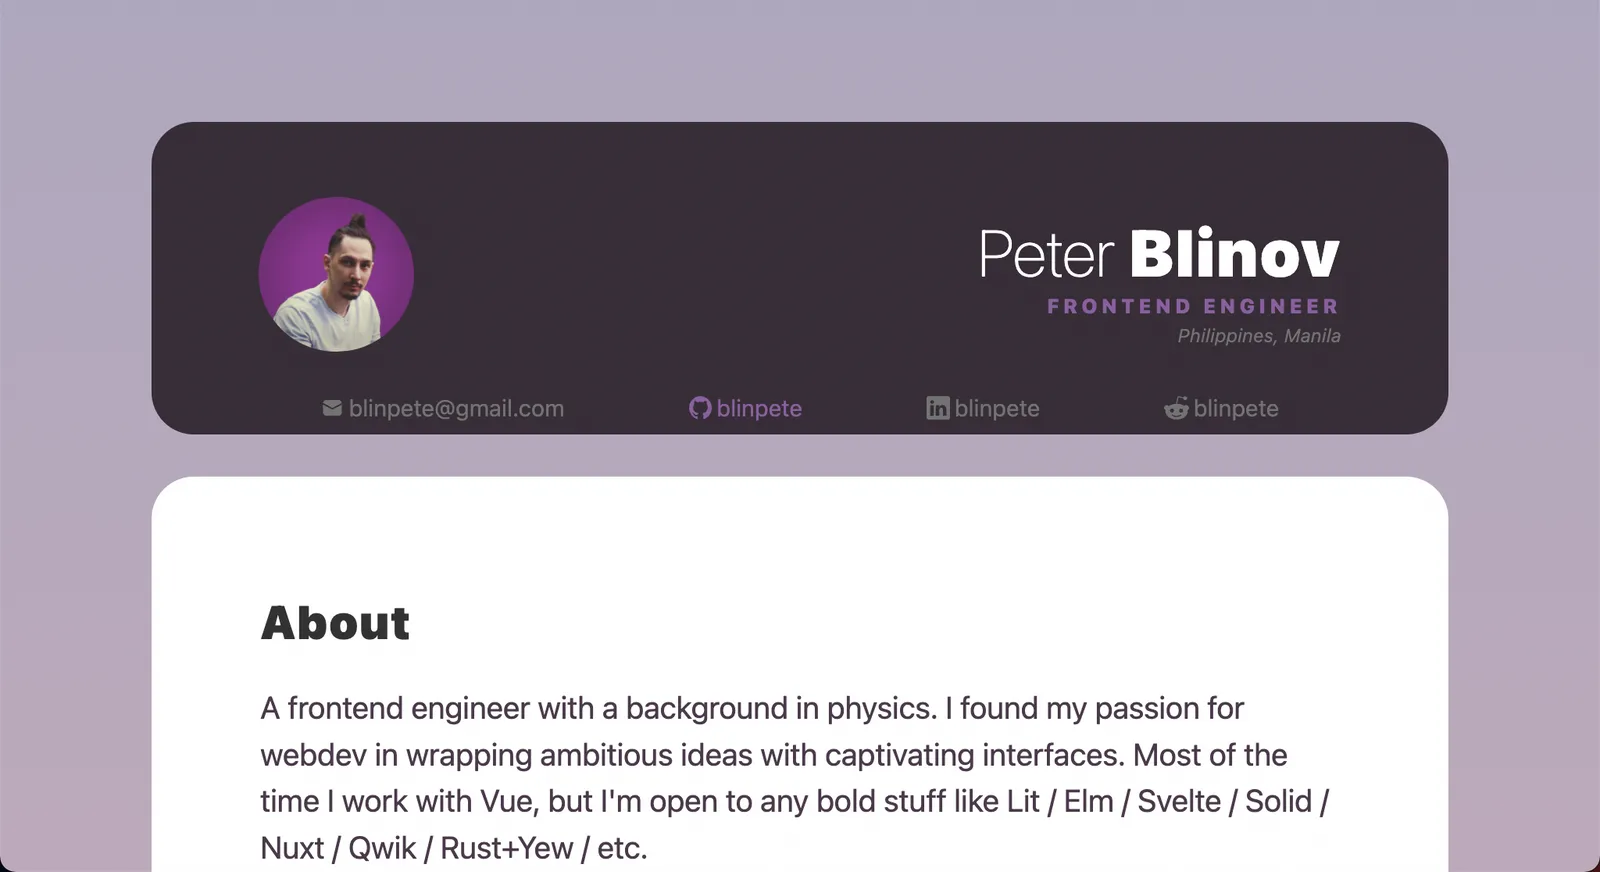 Peter Blinov
FRONTEND ENGINEER
Philippines, Manila
blinpete@gmail.com blinpete blinpete blinpete
About
A frontend engineer with a background in physics. I found my passion for
webdev in wrapping ambitious ideas with captivating interfaces. Most of the
time I work with Vue, but I'm open to any bold stuff like Lit / Elm / Svelte / Solid /
Nuxt / Qwik / Rust+Yew / etc.